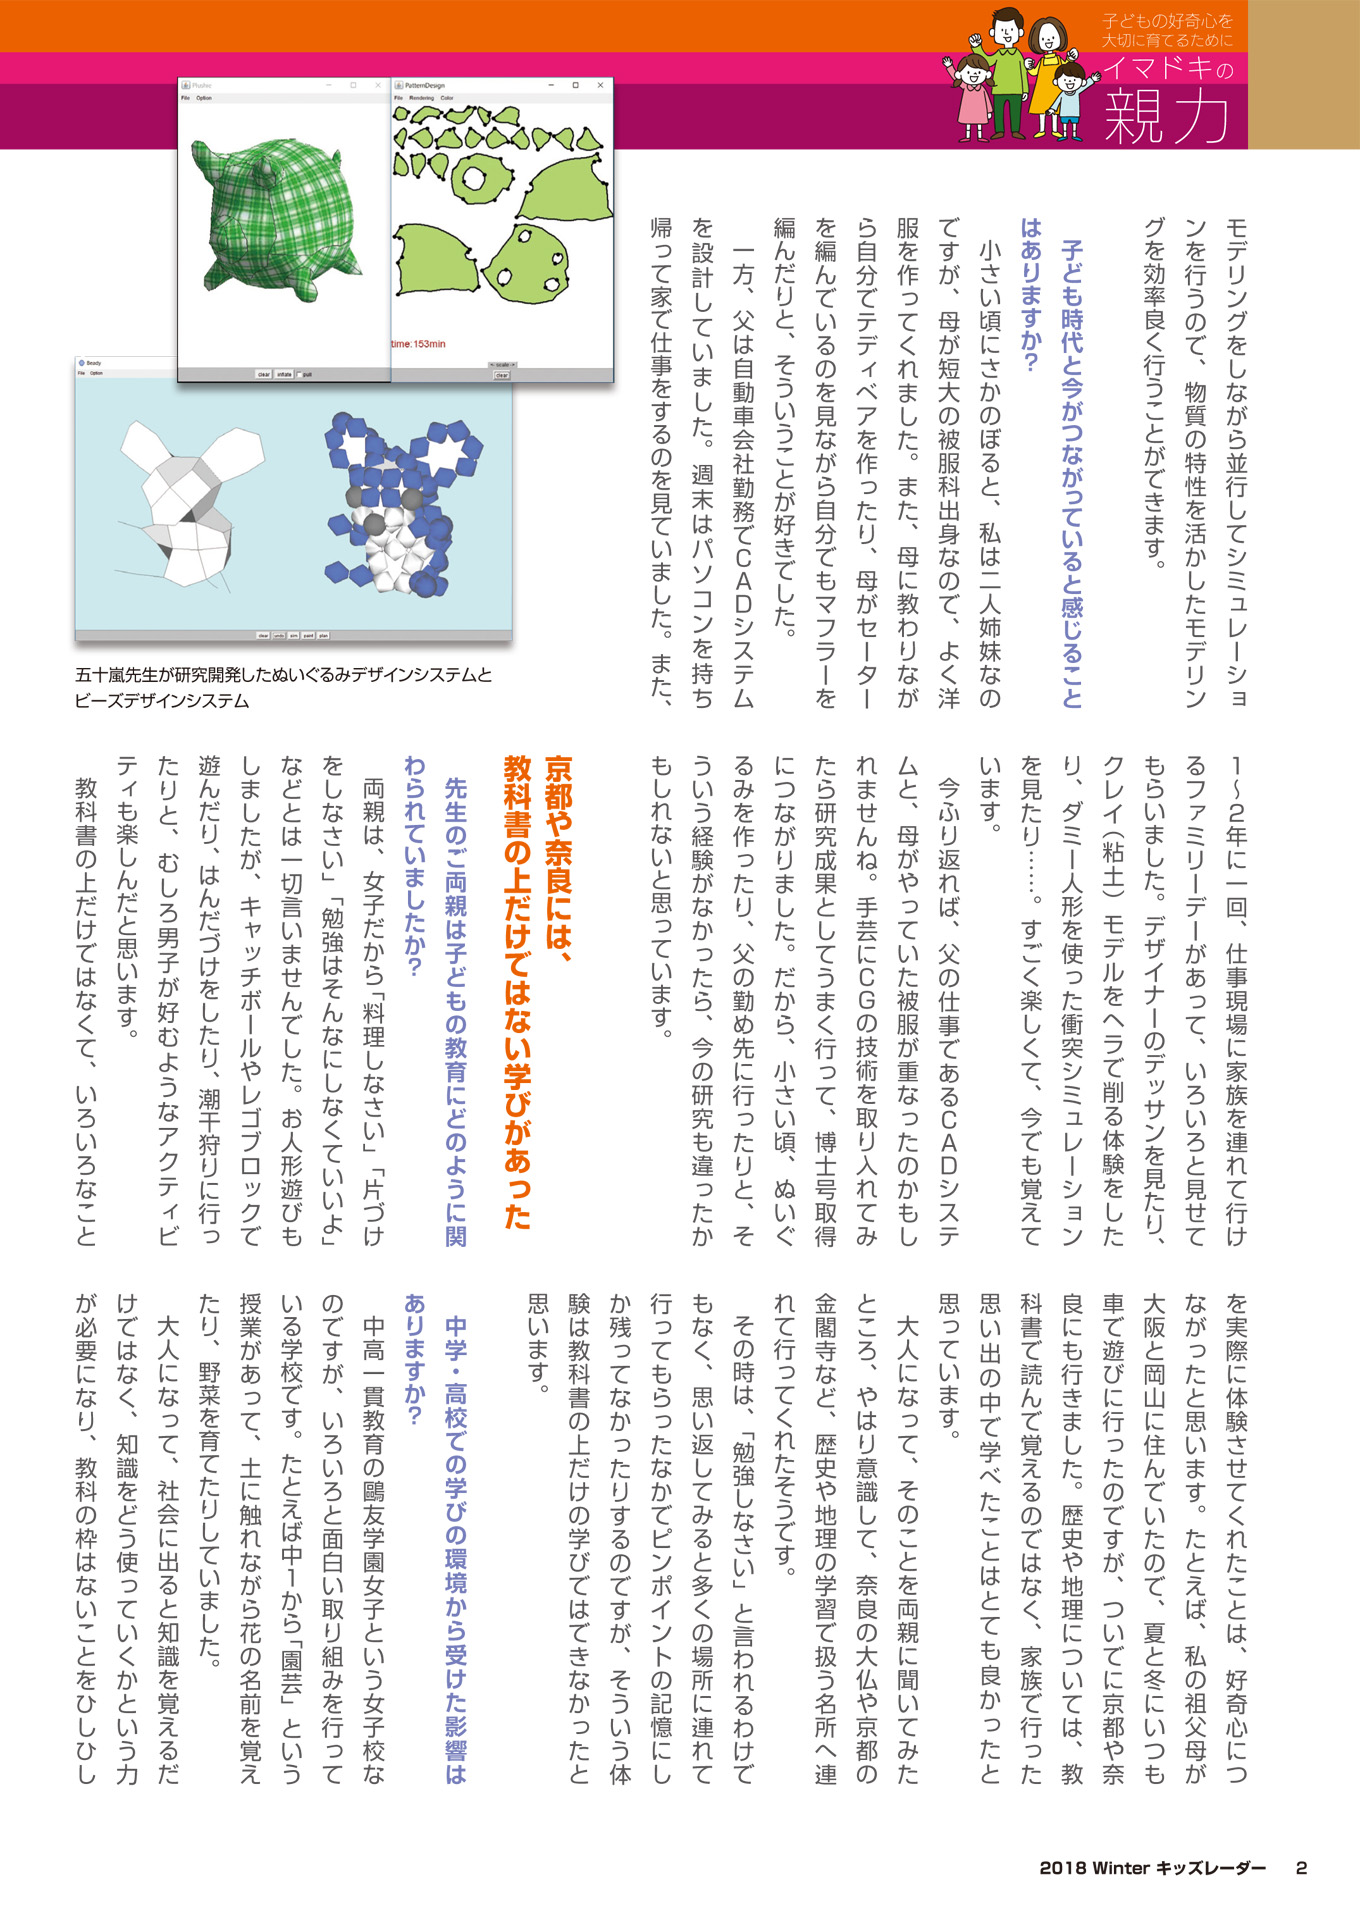 子どもの好奇心を
大切に育てるために
イマドキの
親力
モデリングをしながら並行してシミュレーショ
ンを行うので、物質の特性を活かしたモデリン
グを効率良く行うことができます。
子ども時代と今がつながっていると感じること
はありますか？
小さい頃にさかのぼると、私は二人姉妹なの
ですが、母が短大の被服科出身なので、よく洋
服を作ってくれました。また、母に教わりなが
ら自分でテディベアを作ったり、母がセーター
を編んでいるのを見ながら自分でもマフラーを
編んだりと、そういうことが好きでした。
一方、父は自動車会社勤務でCADシステム
を設計していました。週末はパソコンを持ち
帰って家で仕事をするのを見ていました。また、
Plushie
File Option
clear inflate pull
PatternDesign
File Rendering Color
time:153min
scale
clear
Beady
File Option
clear undo sim paint plan
五十嵐先生が研究開発したぬいぐるみデザインシステムと
ビーズデザインシステム
1〜2年に一回、仕事現場に家族を連れて行け
るファミリーデーがあって、いろいろと見せて
もらいました。デザイナーのデッサンを見たり、
クレイ（粘土）モデルをヘラで削る体験をした
り、ダミー人形を使った衝突シミュレーション
を見たり……。すごく楽しくて、今でも覚えて
います。
今ふり返れば、父の仕事であるCADシステ
ムと、母がやっていた被服が重なったのかもし
れませんね。手芸にCGの技術を取り入れてみ
たら研究成果としてうまく行って、博士号取得
につながりました。だから、小さい頃、ぬいぐ
るみを作ったり、父の勤め先に行ったりと、そ
ういう経験がなかったら、今の研究も違ったか
もしれないと思っています。
京都や奈良には、
教科書の上だけではない学びがあった
先生のご両親は子どもの教育にどのように関
わられていましたか？
両親は、女子だから「料理しなさい」「片づけ
をしなさい」「勉強はそんなにしなくていいよ」
などとは一切言いませんでした。お人形遊びも
しましたが、キャッチボールやレゴブロックで
遊んだり、はんだづけをしたり、潮干狩りに行っ
たりと、むしろ男子が好むようなアクティビ
ティも楽しんだと思います。
教科書の上だけではなくて、いろいろなこと
を実際に体験させてくれたことは、好奇心につ
ながったと思います。たとえば、私の祖父母が
大阪と岡山に住んでいたので、夏と冬にいつも
車で遊びに行ったのですが、ついでに京都や奈
良にも行きました。歴史や地理については、教
科書で読んで覚えるのではなく、家族で行った
思い出の中で学べたことはとても良かったと
思っています。
大人になって、そのことを両親に聞いてみた
ところ、やはり意識して、奈良の大仏や京都の
金閣寺など、歴史や地理の学習で扱う名所へ連
れて行ってくれたそうです。
その時は、「勉強しなさい」と言われるわけで
もなく、思い返してみると多くの場所に連れて
行ってもらったなかでピンポイントの記憶にし
か残ってなかったりするのですが、そういう体
験は教科書の上だけの学びではできなかったと
思います。
中学・高校での学びの環境から受けた影響は
ありますか？
中高一貫教育の鷗友学園女子という女子校な
のですが、いろいろと面白い取り組みを行って
いる学校です。たとえば中1から「園芸」という
授業があって、土に触れながら花の名前を覚え
たり、野菜を育てたりしていました。
大人になって、社会に出ると知識を覚えるだ
けではなく、知識をどう使っていくかという力
が必要になり、教科の枠はないことをひしひし
2018 Winter キッズレーダー 2